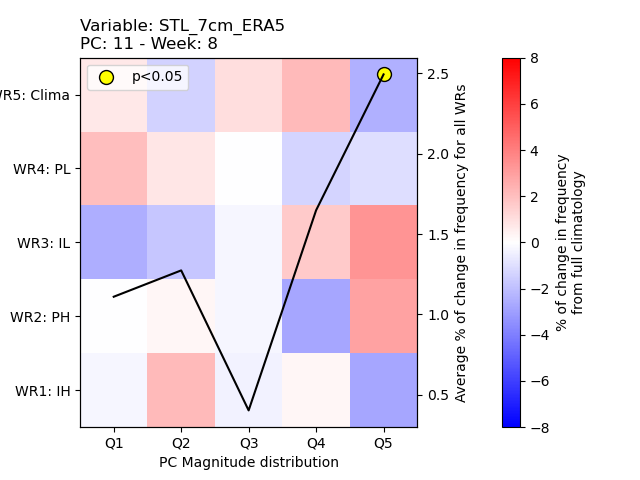 Variable: STL_7cm_ERA5
PC: 11 - Week: 8
p<0.05
WR5: Clima
WR4: PL
WR3: IL
WR2: PH
WR1: IH
Q1 Q2 Q3 Q4 Q5
PC Magnitude distribution
2.5
2.0
1.5
1.0
0.5
Average % of change in frequency for all WRs
8
6
4
2
0
−2
−4
−6
−8
% of change in frequency
from full climatology